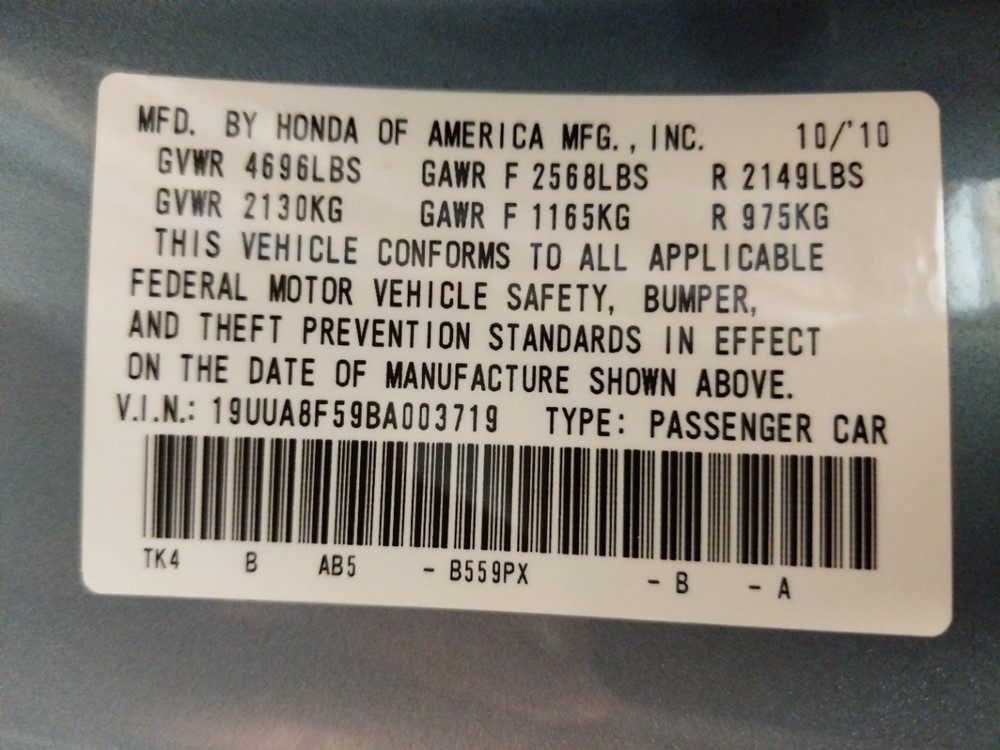 MFD. BY HONDA OF AMERICA MFG., INC. 10/'10
GVWR 4696LBS GAWR F 2568LBS R 2149LBS
GVWR 2130KG GAWR F 1165KG R 975KG
THIS VEHICLE CONFORMS TO ALL APPLICABLE
FEDERAL MOTOR VEHICLE SAFETY, BUMPER,
AND THEFT PREVENTION STANDARDS IN EFFECT
ON THE DATE OF MANUFACTURE SHOWN ABOVE.
V.I.N.: 19UUA8F59BA003719 TYPE: PASSENGER CAR
TK4 B AB5 - B559PX - B - A